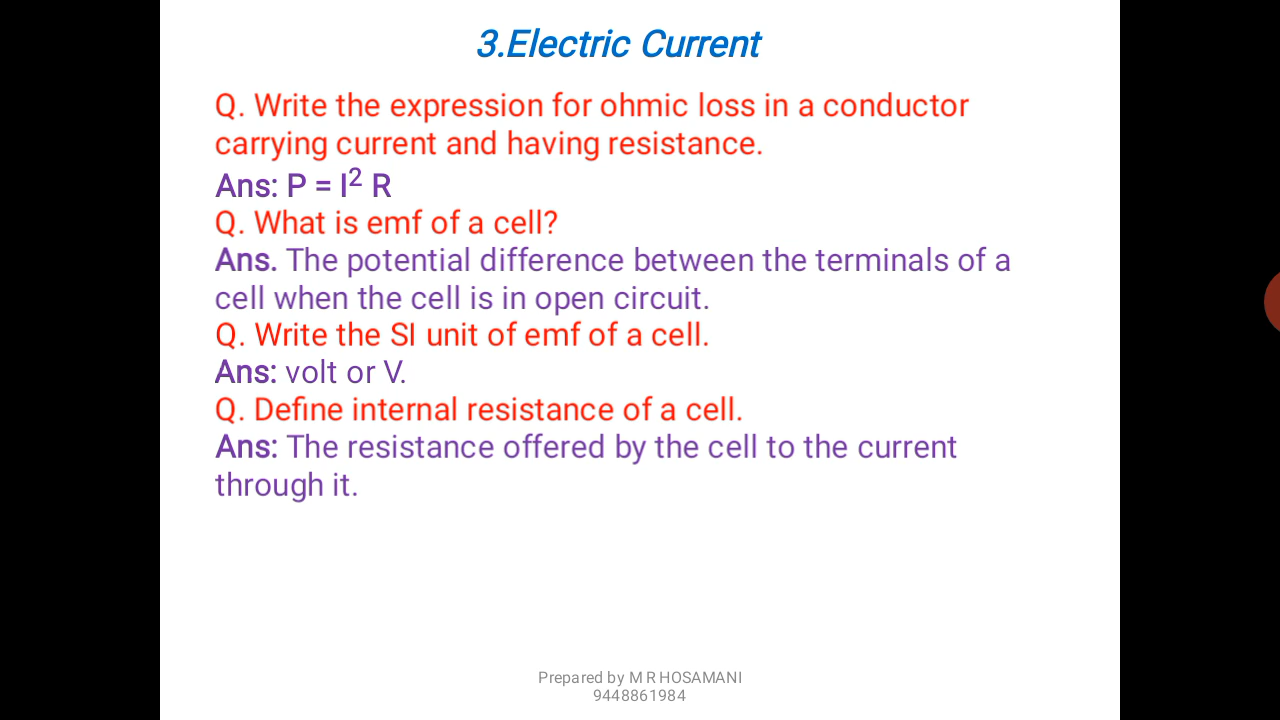 3.Electric Current
Q. Write the expression for ohmic loss in a conductor
carrying current and having resistance.
Ans: P = I² R
Q. What is emf of a cell?
Ans. The potential difference between the terminals of a
cell when the cell is in open circuit.
Q. Write the SI unit of emf of a cell.
Ans: volt or V.
Q. Define internal resistance of a cell.
Ans: The resistance offered by the cell to the current
through it.
Prepared by M R HOSAMANI
9448861984